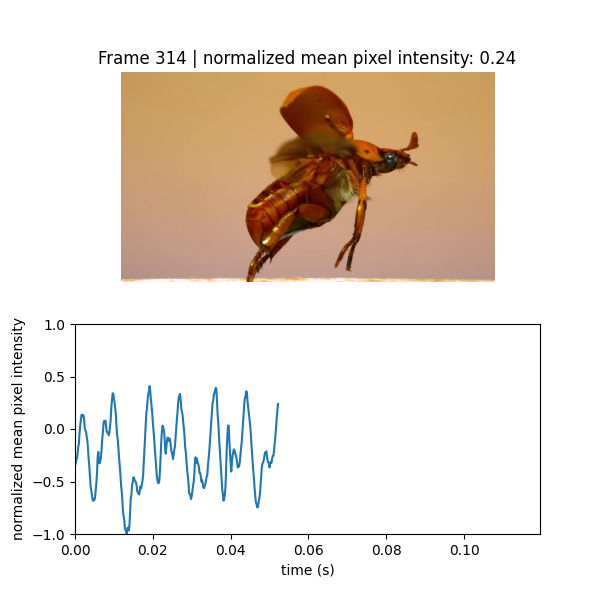 Frame 314 | normalized mean pixel intensity: 0.24
1.0
0.5
0.0
−0.5
−1.0
normalized mean pixel intensity
0.00 0.02 0.04 0.06 0.08 0.10
time (s)